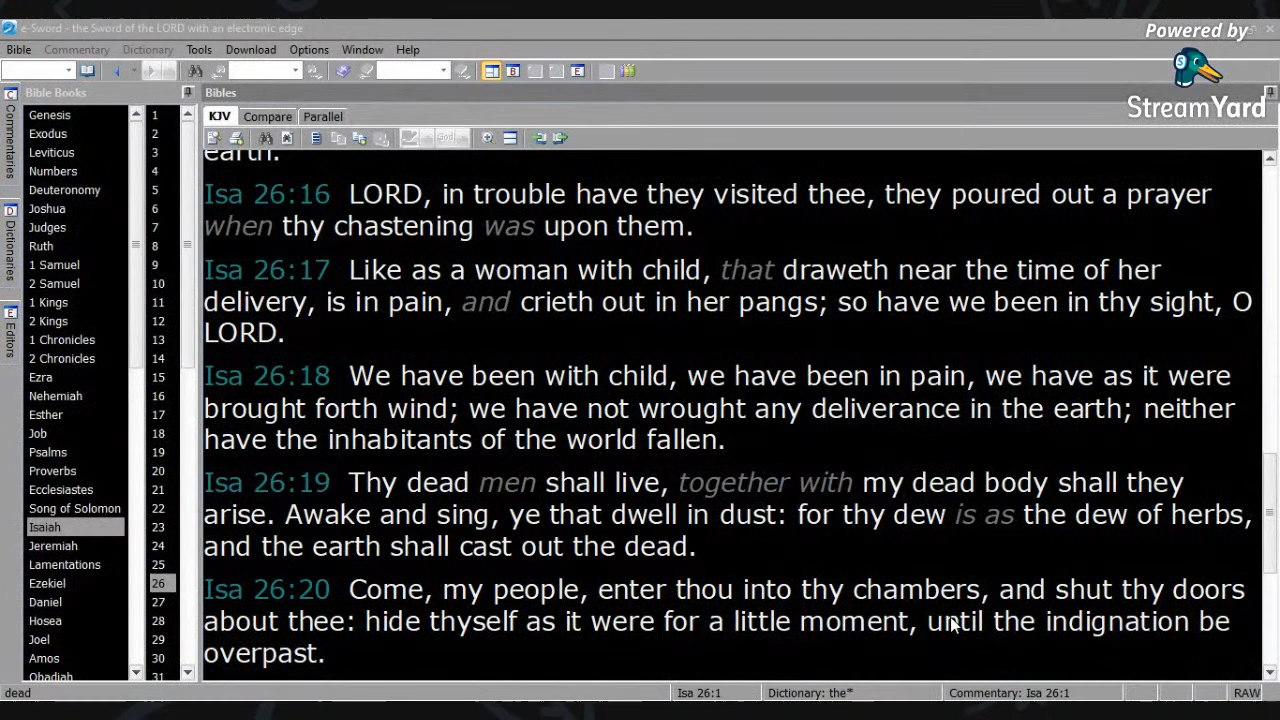 e-Sword - the Sword of the LORD with an electronic edge
Powered by
StreamYard
Bible Commentary Dictionary Tools Download Options Window Help
Bible Books
Bibles
KJV Compare Parallel
Commentaries
Dictionaries
Editors
Genesis 1
Exodus 2
Leviticus 3
Numbers 4
Deuteronomy 5
Joshua 6
Judges 7
Ruth 8
1 Samuel 9
2 Samuel 10
1 Kings 11
2 Kings 12
1 Chronicles 13
2 Chronicles 14
Ezra 15
Nehemiah 16
Esther 17
Job 18
Psalms 19
Proverbs 20
Ecclesiastes 21
Song of Solomon 22
Isaiah 23
Jeremiah 24
Lamentations 25
Ezekiel 26
Daniel 27
Hosea 28
Joel 29
Amos 30
Obadiah 31
earth.
Isa 26:16 LORD, in trouble have they visited thee, they poured out a prayer
when thy chastening was upon them.
Isa 26:17 Like as a woman with child, that draweth near the time of her
delivery, is in pain, and crieth out in her pangs; so have we been in thy sight, O
LORD.
Isa 26:18 We have been with child, we have been in pain, we have as it were
brought forth wind; we have not wrought any deliverance in the earth; neither
have the inhabitants of the world fallen.
Isa 26:19 Thy dead men shall live, together with my dead body shall they
arise. Awake and sing, ye that dwell in dust: for thy dew is as the dew of herbs,
and the earth shall cast out the dead.
Isa 26:20 Come, my people, enter thou into thy chambers, and shut thy doors
about thee: hide thyself as it were for a little moment, until the indignation be
overpast.
dead
Isa 26:1
Dictionary: the*
Commentary: Isa 26:1
RAW